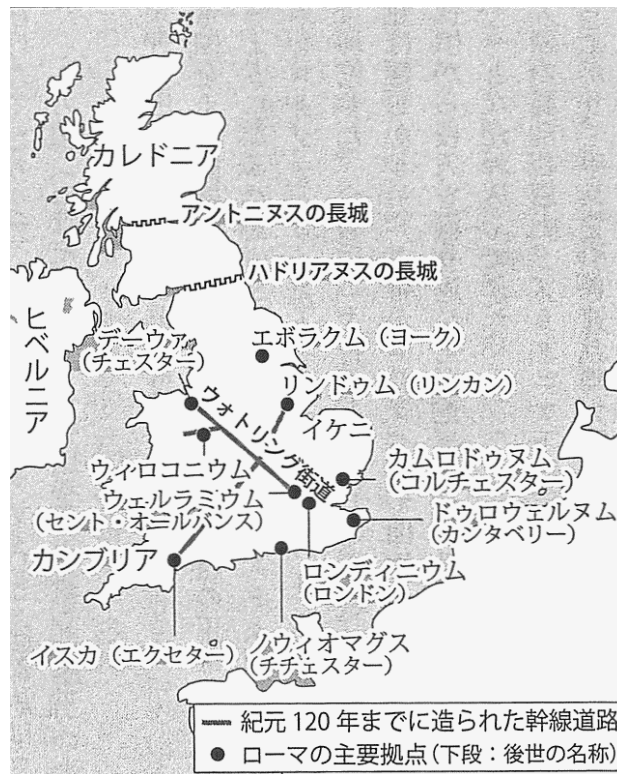 カレドニア
アントニヌスの長城
ハドリアヌスの長城
ヒベルニア
デーウァ
(チェスター)
エボラクム(ヨーク)
リンドゥム(リンカン)
ウォトリング街道
イケニ
ウィロコニウム
カムロドゥヌム
(コルチェスター)
ウェルラミウム
(セント・オールバンス)
ドゥロウェルヌム
(カンタベリー)
カンブリア
ロンディニウム
(ロンドン)
イスカ(エクセター)
ノウィオマグス
(チチェスター)
紀元120年までに造られた幹線道路
ローマの主要拠点(下段:後世の名称)